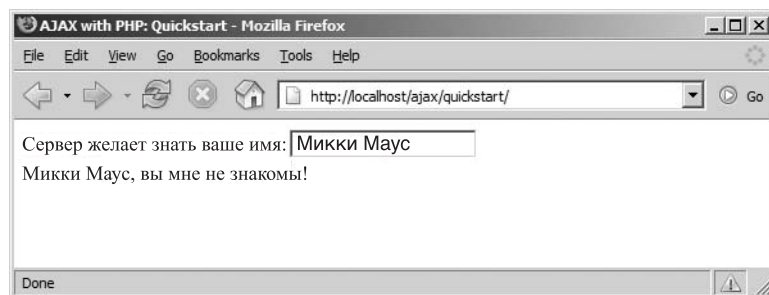 AJAX with PHP: Quickstart - Mozilla Firefox
File Edit View Go Bookmarks Tools Help
http://localhost/ajax/quickstart/ Go
Сервер желает знать ваше имя: Микки Маус
Микки Маус, вы мне не знакомы!
Done